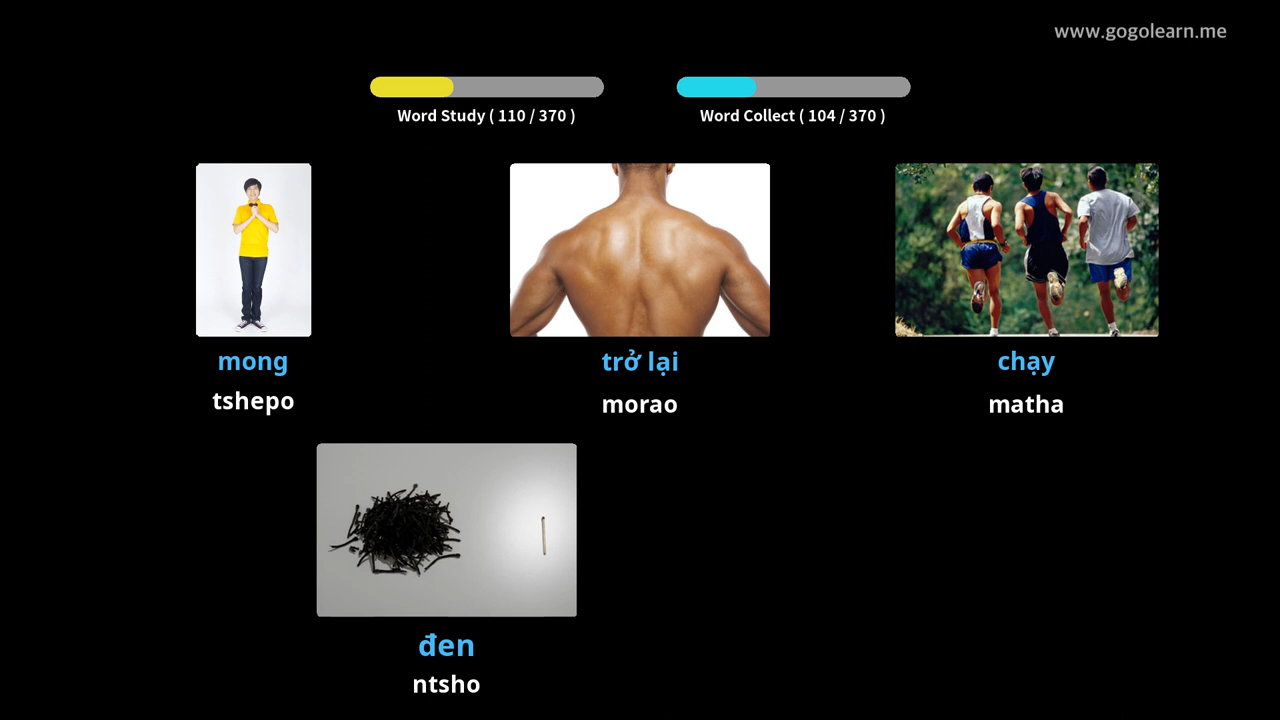 www.gogolearn.me
Word Study ( 110 / 370 )
Word Collect ( 104 / 370 )
mong
tshepo
trở lại
morao
chạy
matha
đen
ntsho